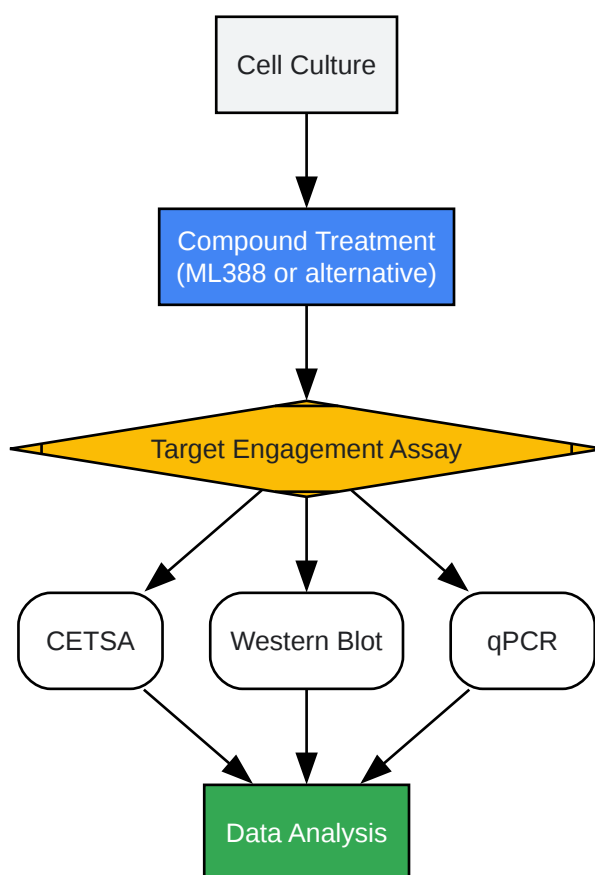 Cell Culture
Compound Treatment
(ML388 or alternative)
Target Engagement Assay
CETSA
Western Blot
qPCR
Data Analysis